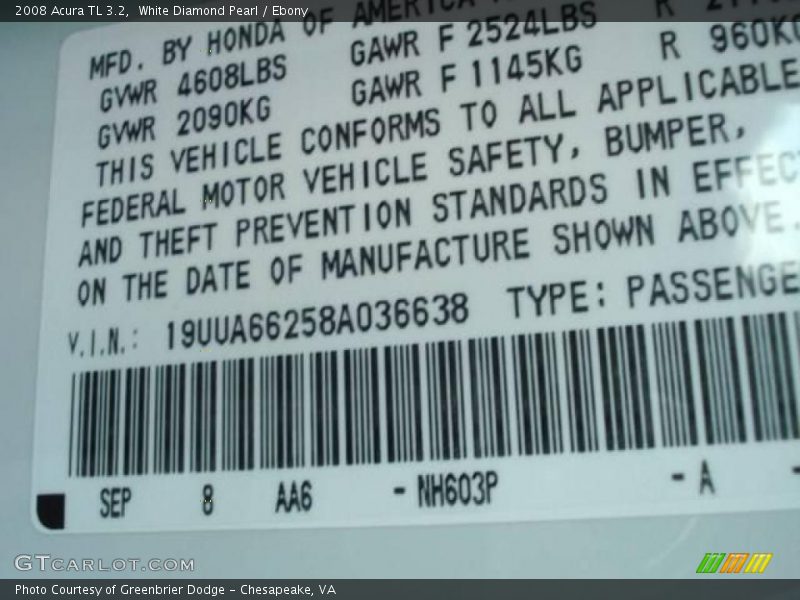 2008 Acura TL 3.2, White Diamond Pearl / Ebony
MFD. BY HONDA OF AMERICA
GVWR 4608LBS GAWR F 2524LBS R
GVWR 2090KG GAWR F 1145KG R 960KG
THIS VEHICLE CONFORMS TO ALL APPLICABLE
FEDERAL MOTOR VEHICLE SAFETY, BUMPER,
AND THEFT PREVENTION STANDARDS IN EFFEC
ON THE DATE OF MANUFACTURE SHOWN ABOVE.
V.I.N.: 19UUA66258A036638 TYPE: PASSENGE
SEP 8 AA6 - NH603P - A -
GTCARLOT.COM
Photo Courtesy of Greenbrier Dodge - Chesapeake, VA